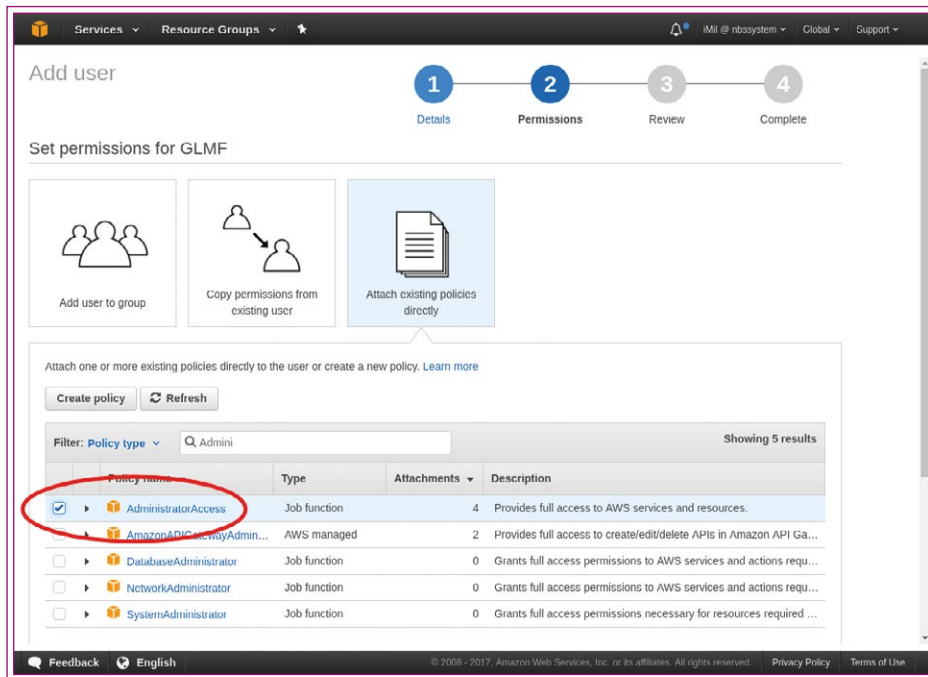 Services Resource Groups iMil @ nbssystem Global Support
Add user
1 2 3 4
Details Permissions Review Complete
Set permissions for GLMF
Add user to group
Copy permissions from
existing user
Attach existing policies
directly
Attach one or more existing policies directly to the user or create a new policy. Learn more
Create policy Refresh
Filter: Policy type Admini Showing 5 results
Policy name Type Attachments Description
AdministratorAccess Job function 4 Provides full access to AWS services and resources.
AmazonAPIGatewayAdmin... AWS managed 2 Provides full access to create/edit/delete APIs in Amazon API Ga...
DatabaseAdministrator Job function 0 Grants full access permissions to AWS services and actions requ...
NetworkAdministrator Job function 0 Grants full access permissions to AWS services and actions requ...
SystemAdministrator Job function 0 Grants full access permissions necessary for resources required ...
Feedback English © 2008 - 2017, Amazon Web Services, Inc. or its affiliates. All rights reserved. Privacy Policy Terms of Use